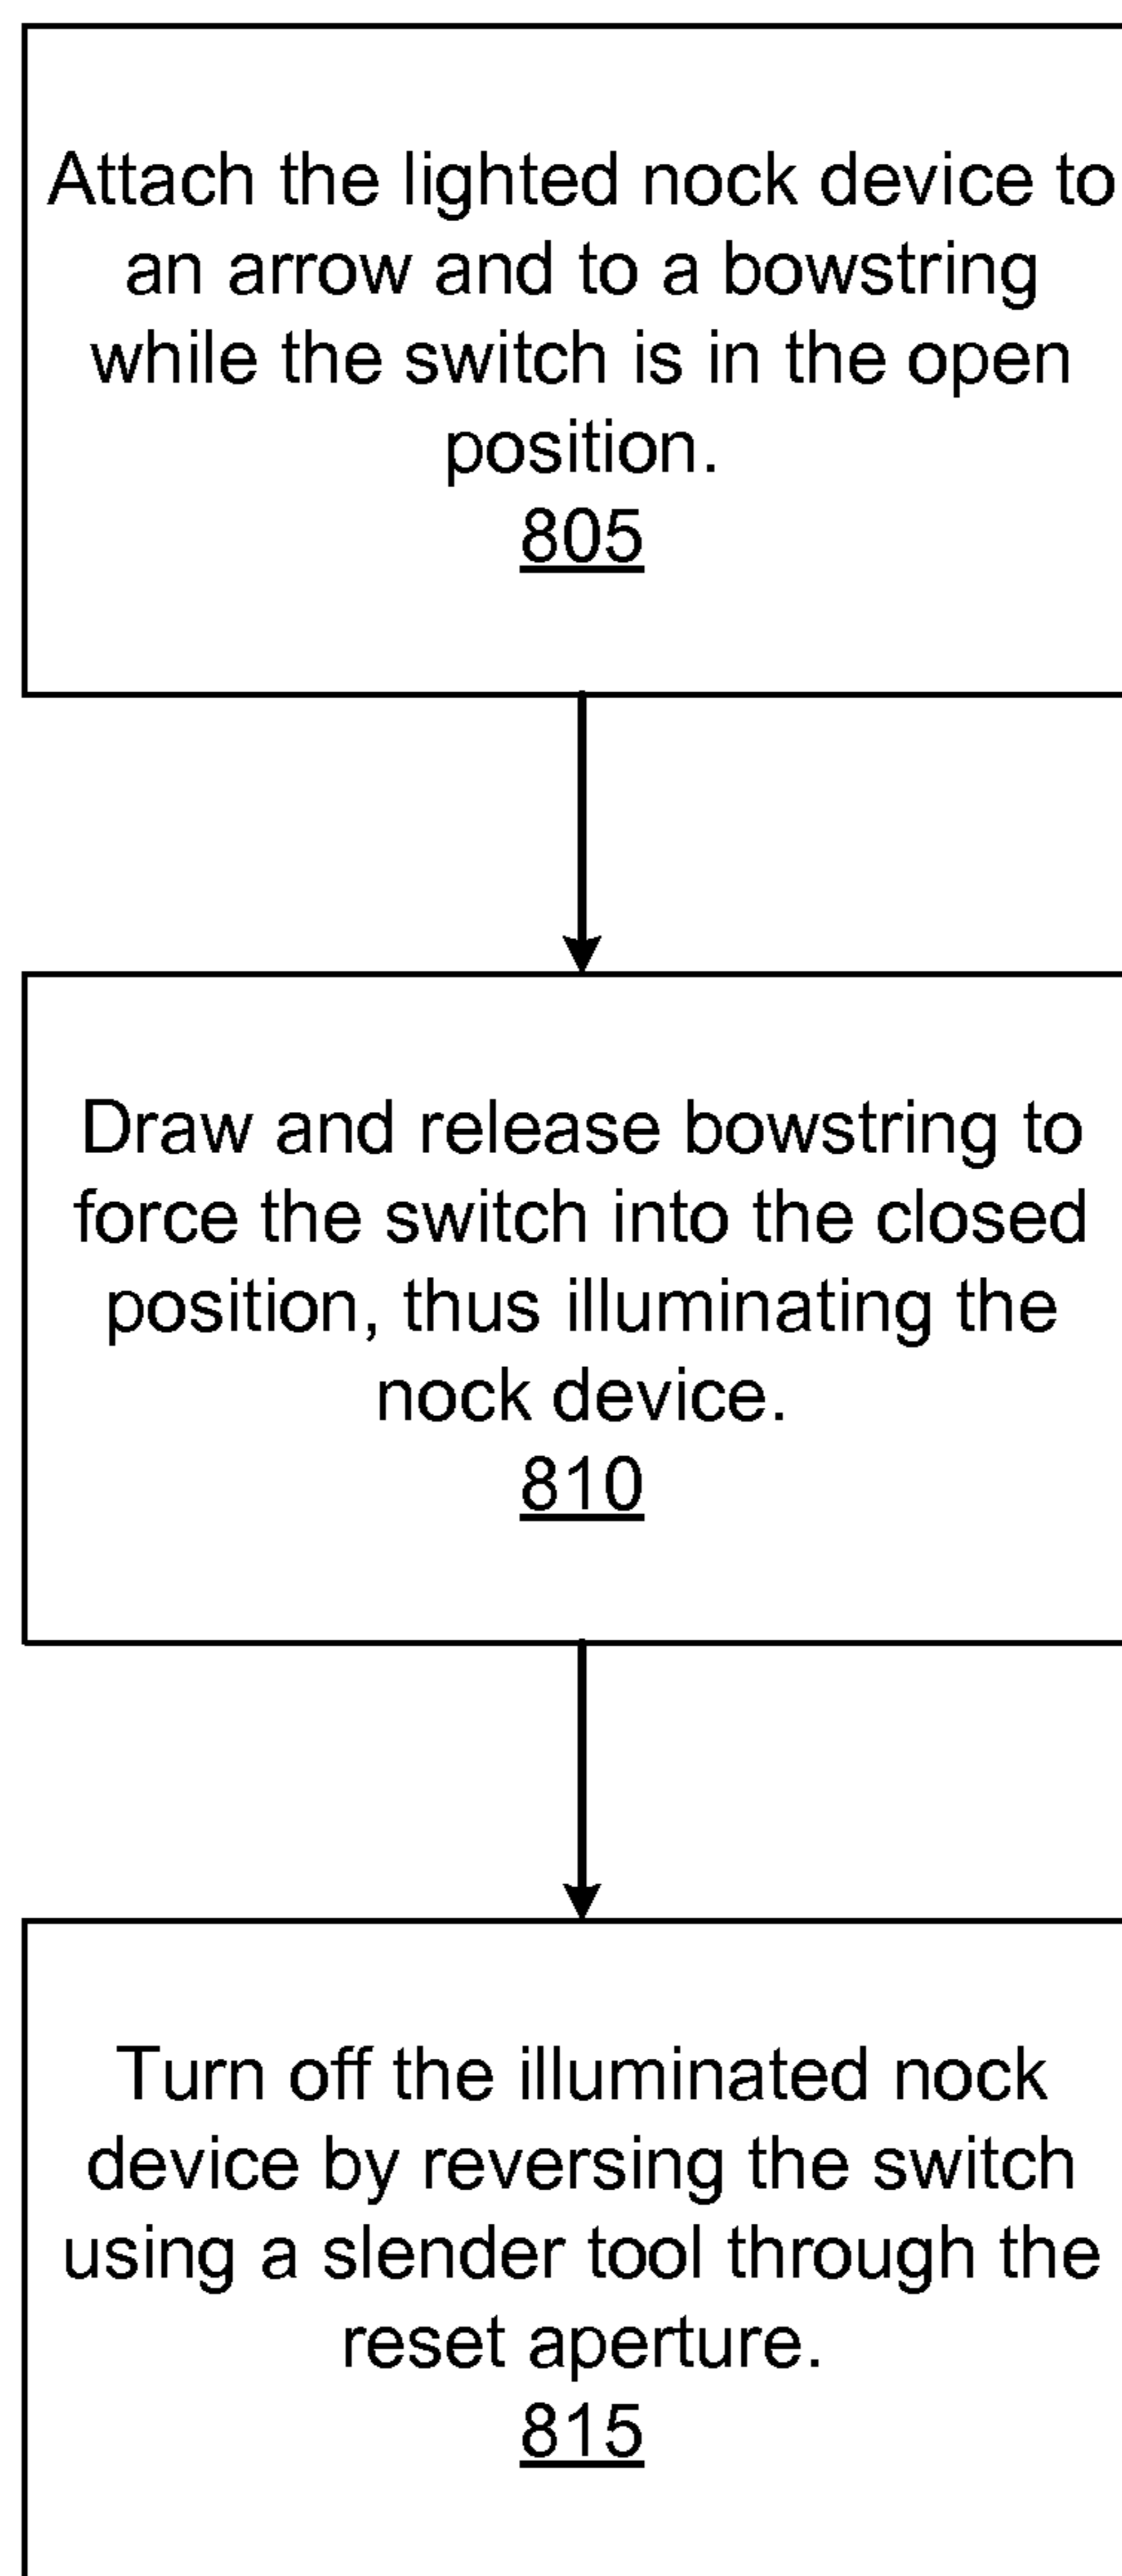 Attach the lighted nock device to
an arrow and to a bowstring
while the switch is in the open
position.
805
Draw and release bowstring to
force the switch into the closed
position, thus illuminating the
nock device.
810
Turn off the illuminated nock
device by reversing the switch
using a slender tool through the
reset aperture.
815